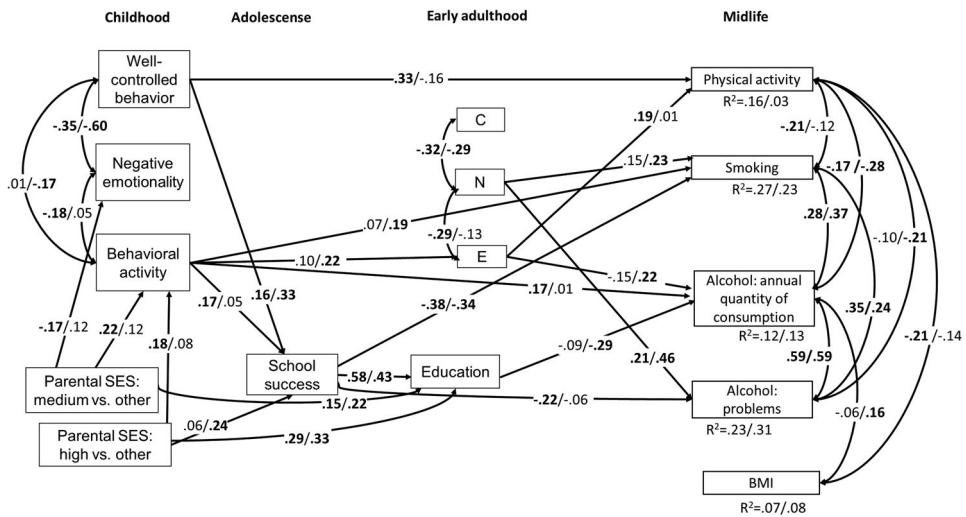 Childhood
Adolescense
Early adulthood
Midlife
Well-
controlled
behavior
.33/-.16
Physical activity
R²=.16/.03
-.35/-.60
C
.19/.01
-.21/-.12
-.32/-.29
.15/.23
Negative
emotionality
N
Smoking
R²=.27/.23
-.17/-.28
.01/-.17
-.18/.05
.07/.19
.28/.37
-.29/-.13
-.10/-.21
Behavioral
activity
.10/.22
E
-.15/.22
Alcohol: annual
quantity of
consumption
R²=.12/.13
.17/.05
.16/.33
.17/.01
-.38/-.34
.35/.24
-.17/.12
.22/.12
.18/.08
-.21/-.14
-.09/-.29
.21/.46
.59/.59
School
success
.58/.43
Education
Parental SES:
medium vs. other
.15/.22
-.22/-.06
Alcohol:
problems
R²=.23/.31
-.06/.16
Parental SES:
high vs. other
.06/.24
.29/.33
BMI
R²=.07/.08